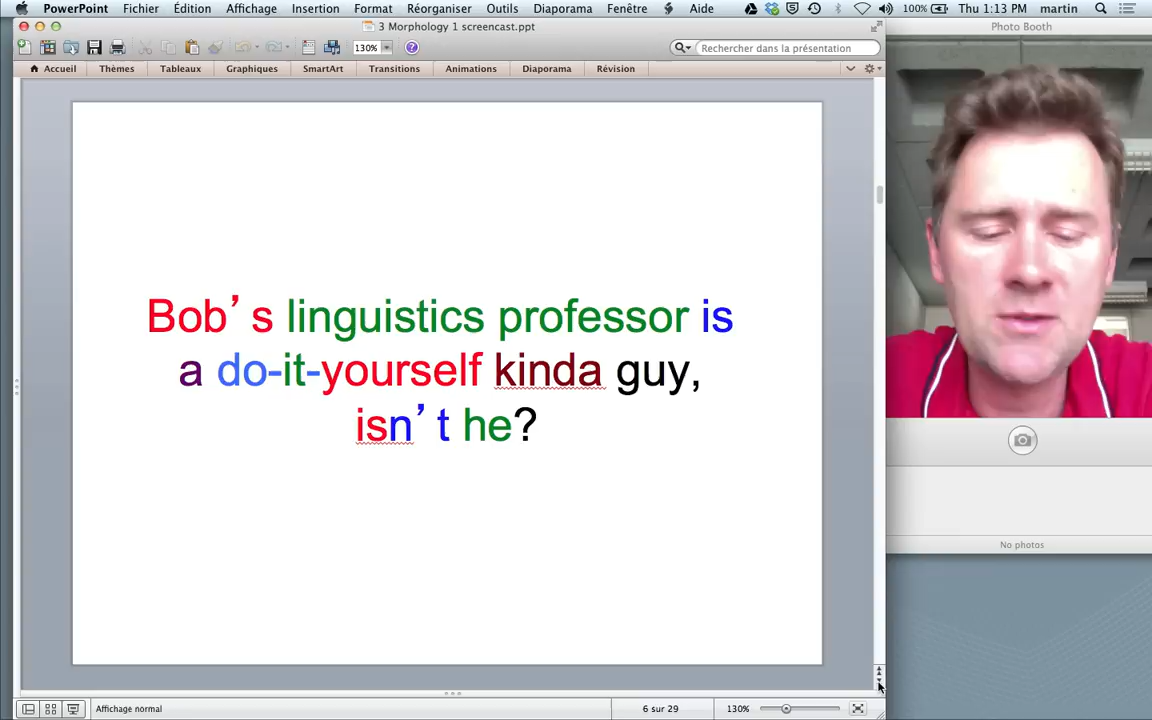 PowerPoint Fichier Édition Affichage Insertion Format Réorganiser Outils Diaporama Fenêtre Aide 100% Thu 1:13 PM martin
3 Morphology 1 screencast.ppt
Photo Booth
130% Rechercher dans la présentation
Accueil Thèmes Tableaux Graphiques SmartArt Transitions Animations Diaporama Révision
Bob's linguistics professor is
a do-it-yourself kinda guy,
isn't he?
No photos
Affichage normal 6 sur 29 130%